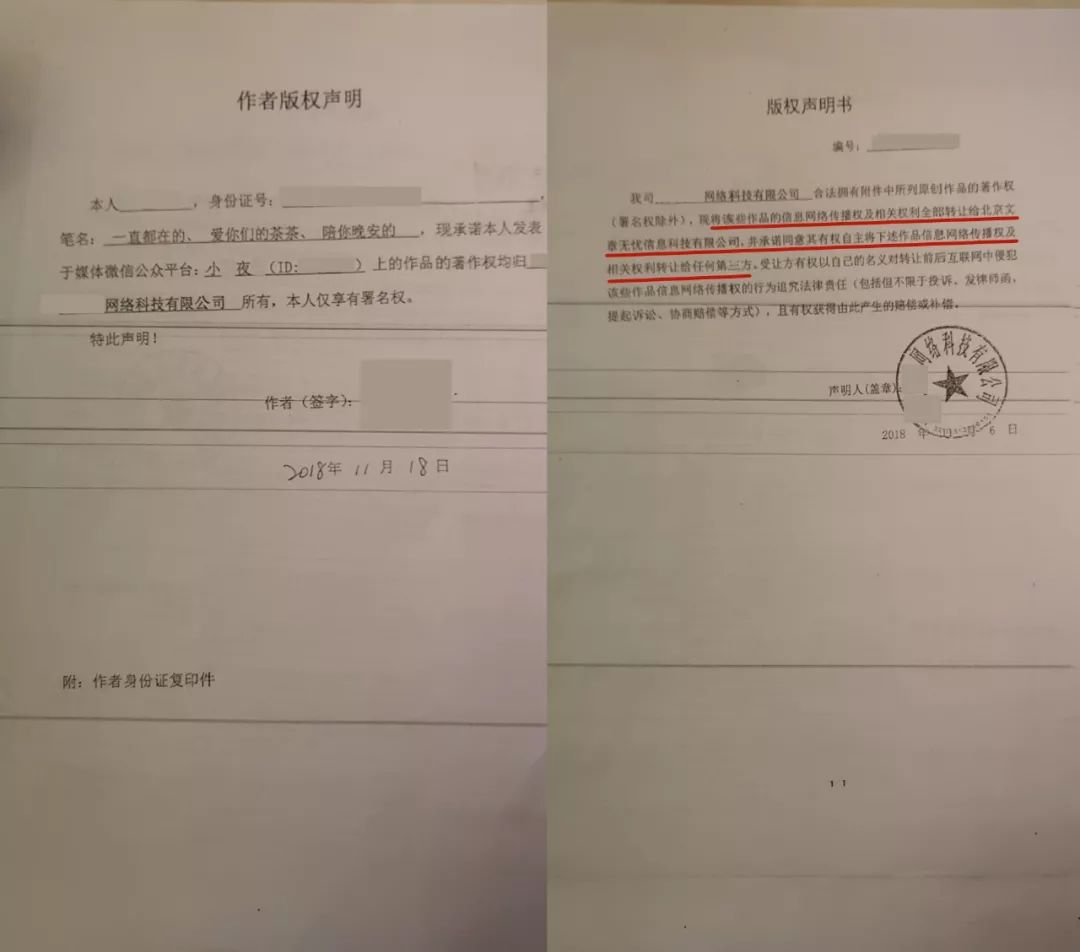 作者版权声明
本人________，身份证号：____________________，
笔名：一直都在的、爱你们的茶茶、陪你晚安的，现承诺本人发表
于媒体微信公众平台：小 夜 （ID:        ）上的作品的著作权均归
网络科技有限公司 所有，本人仅享有署名权。
特此声明！
作者（签字）：
2018年 11 月 18 日
附：作者身份证复印件
版权声明书
编号：
我司        网络科技有限公司 合法拥有附件中所列原创作品的著作权
（署名权除外），现将该些作品的信息网络传播权及相关权利全部转让给北京文
章无忧信息科技有限公司，并承诺同意其有权自主将下述作品信息网络传播权及
相关权利转让给任何第三方。受让方有权以自己的名义对转让前后互联网中侵犯
该些作品信息网络传播权的行为追究法律责任（包括但不限于投诉、发律师函，
提起诉讼、协商赔偿等方式），且有权获得由此产生的赔偿或补偿。
网络科技有限公司
声明人(盖章)：
2018 年    月 6 日